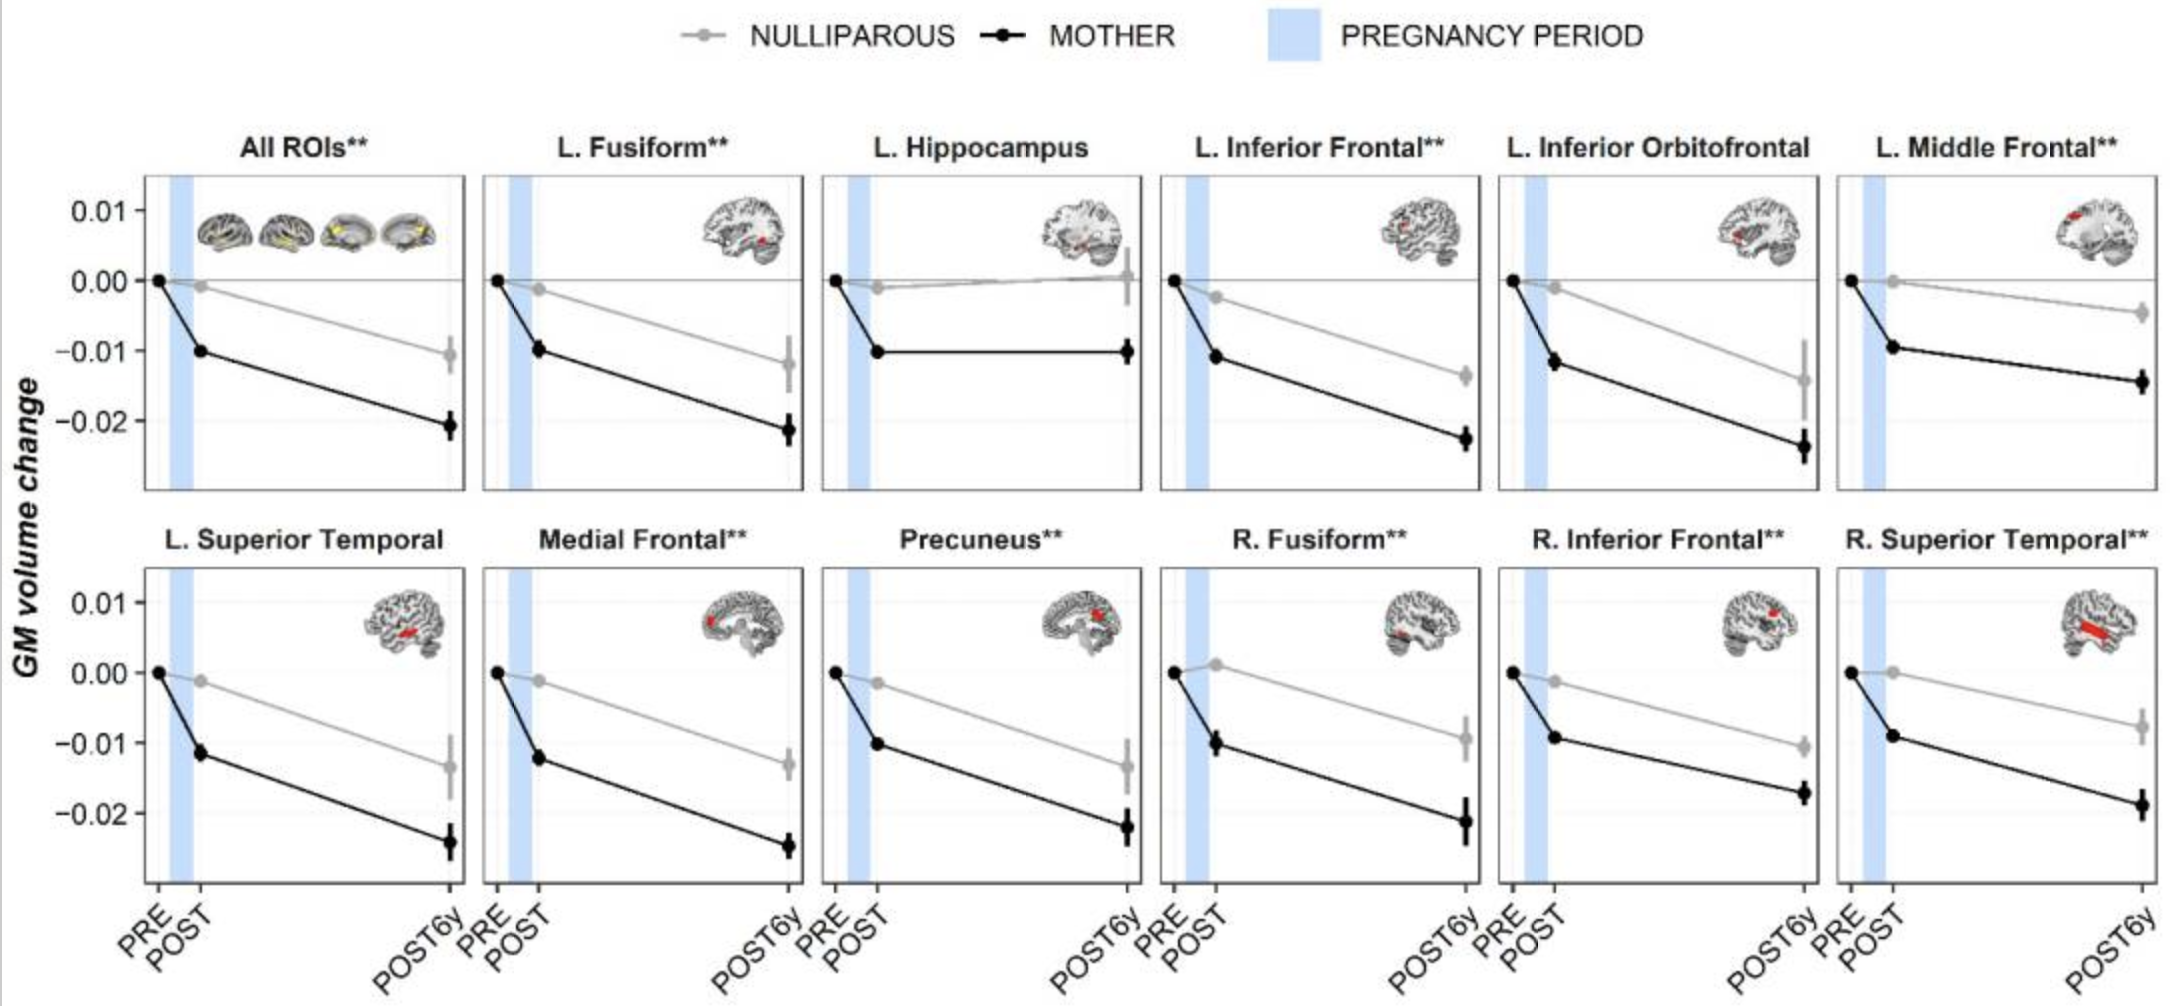 NULLIPAROUS MOTHER PREGNANCY PERIOD
All ROIs** L. Fusiform** L. Hippocampus L. Inferior Frontal** L. Inferior Orbitofrontal L. Middle Frontal**
0.01
0.00
−0.01
−0.02
GM volume change
L. Superior Temporal Medial Frontal** Precuneus** R. Fusiform** R. Inferior Frontal** R. Superior Temporal**
0.01
0.00
−0.01
−0.02
PRE POST POST6y PRE POST POST6y PRE POST POST6y PRE POST POST6y PRE POST POST6y PRE POST POST6y